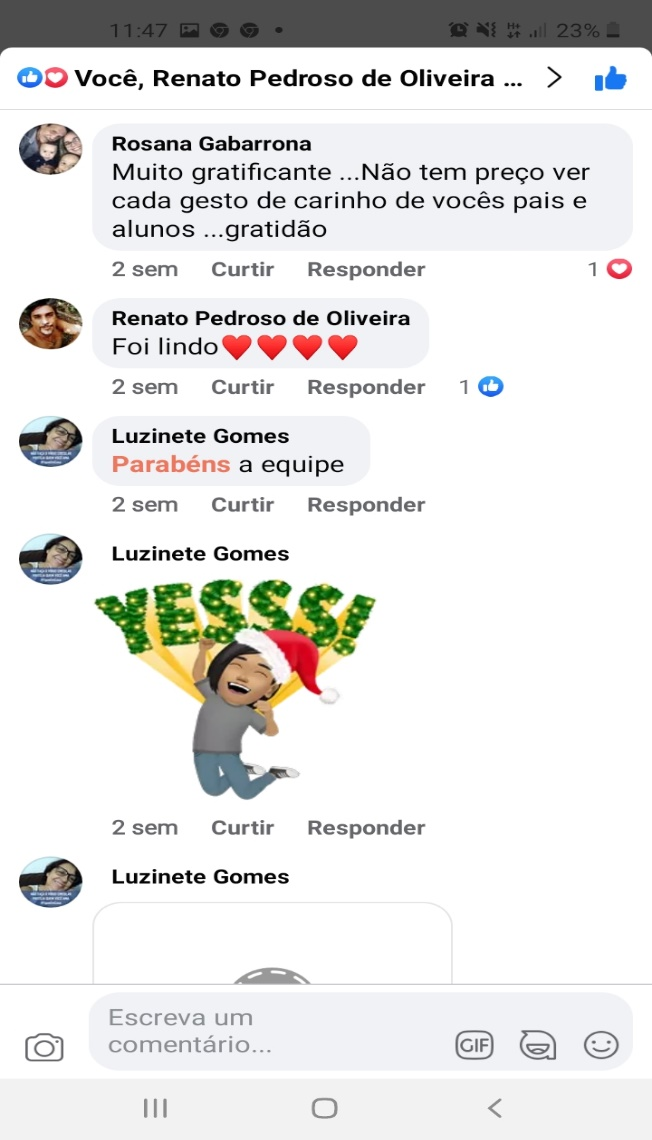 11:47
23%
Você, Renato Pedroso de Oliveira ...
Rosana Gabarrona
Muito gratificante ...Não tem preço ver
cada gesto de carinho de vocês pais e
alunos ...gratidão
2 sem Curtir Responder 1
Renato Pedroso de Oliveira
Foi lindo❤️❤️❤️❤️
2 sem Curtir Responder 1
Luzinete Gomes
Parabéns a equipe
2 sem Curtir Responder
Luzinete Gomes
YESSS!
2 sem Curtir Responder
Luzinete Gomes
Escreva um
comentário...
GIF